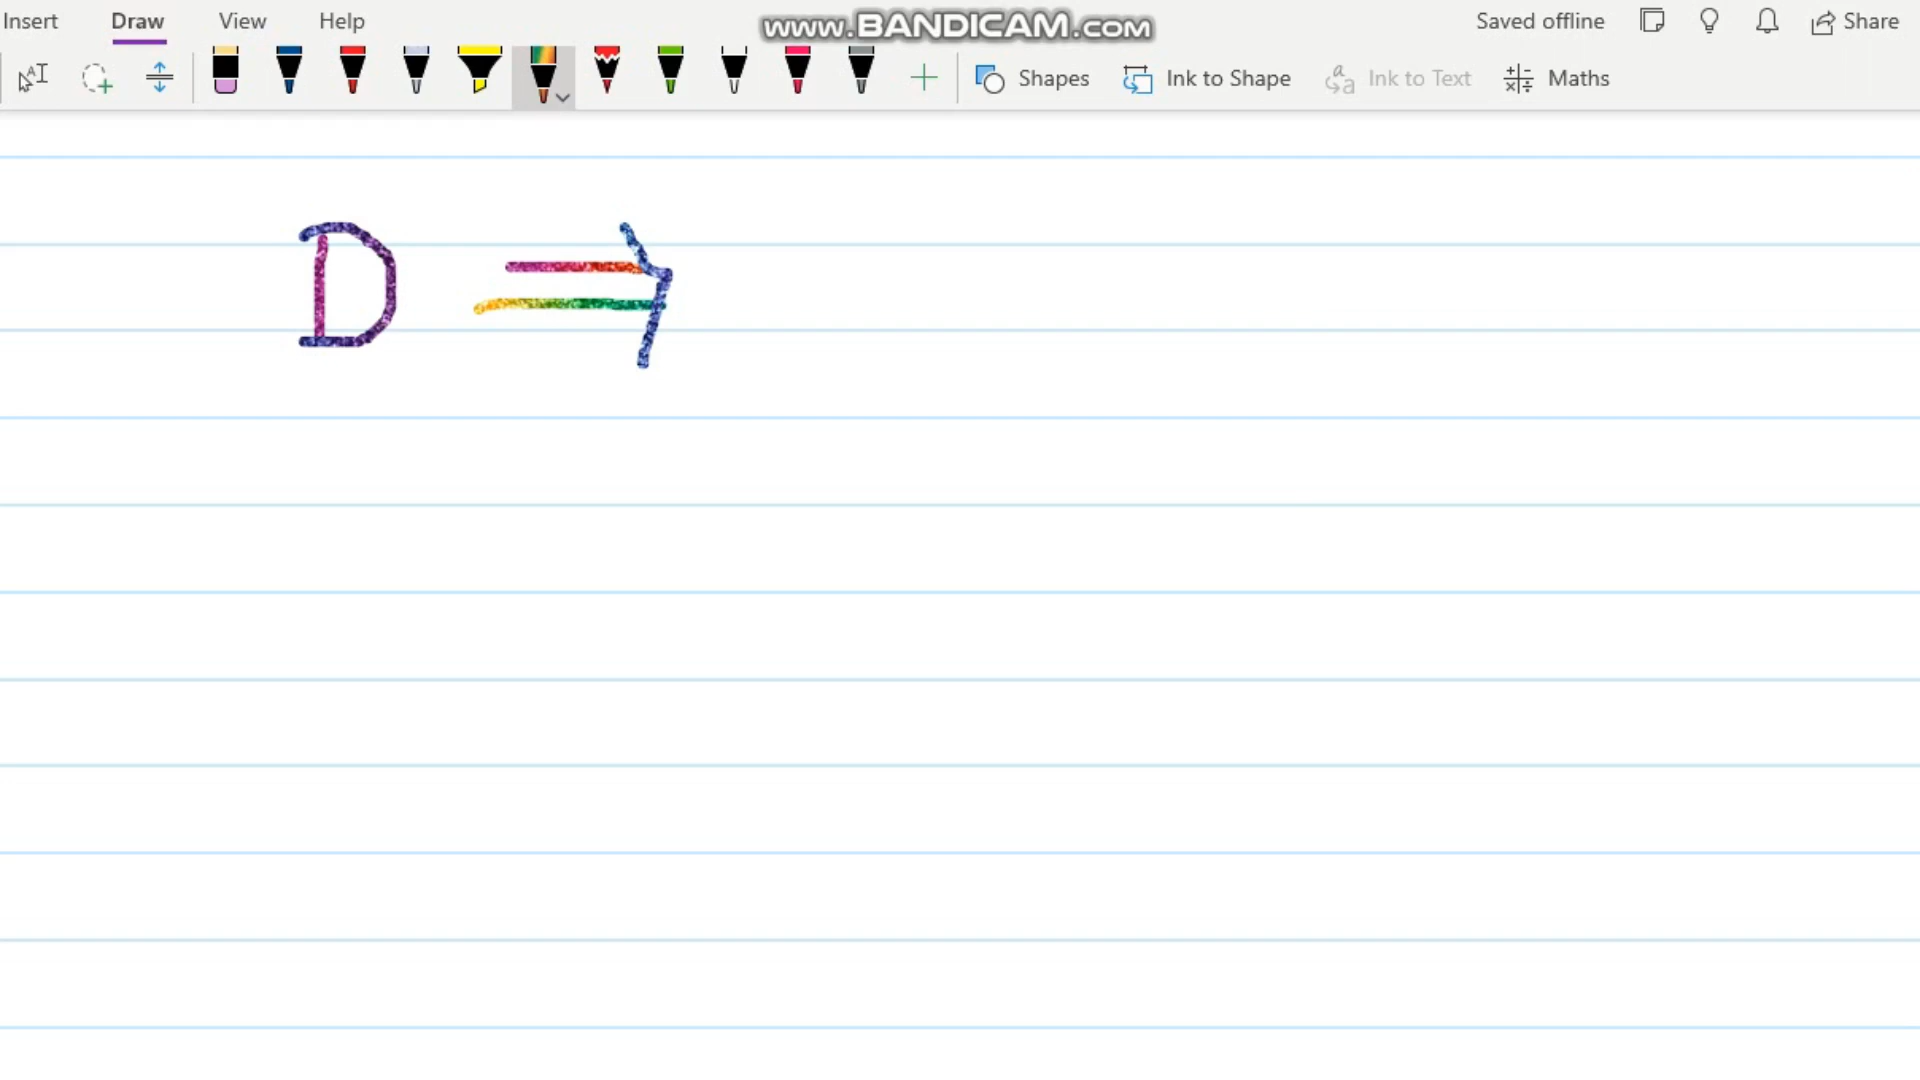 www.BANDICAM.com
Insert Draw View Help Saved offline Share
Shapes Ink to Shape Ink to Text Maths
D ⇒